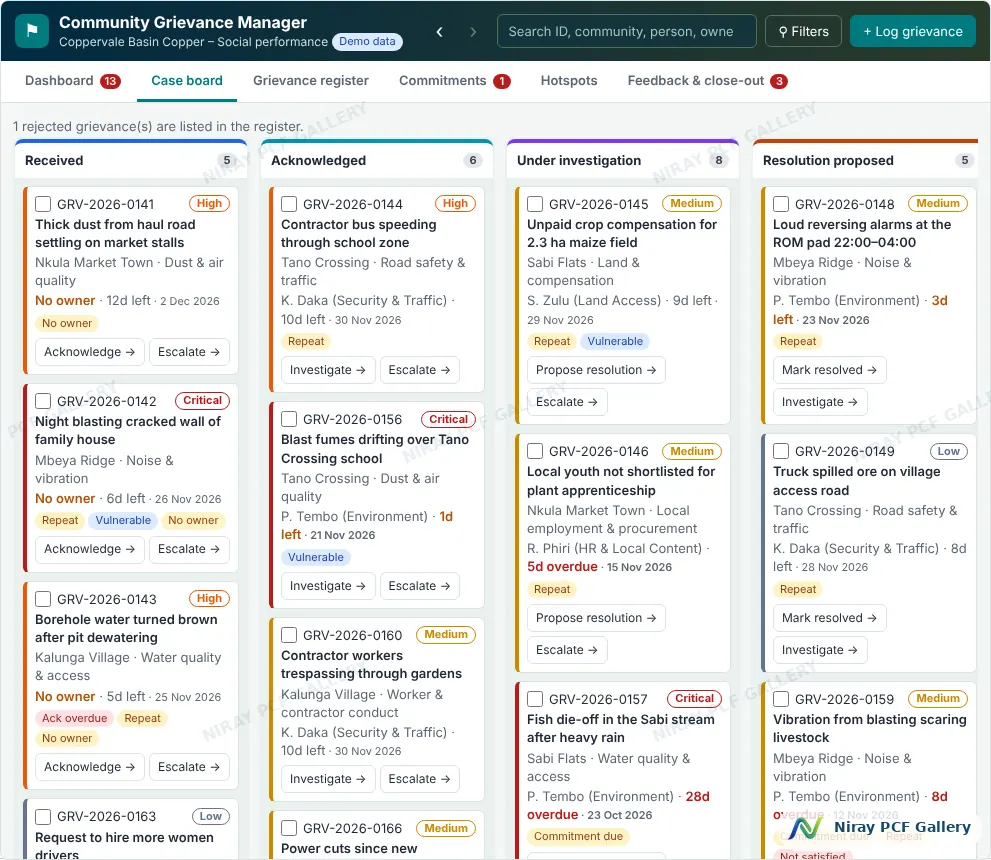 Community Grievance Manager
Coppervale Basin Copper – Social performance Demo data
Search ID, community, person, owne
Filters
+ Log grievance
Dashboard 13
Case board
Grievance register
Commitments 1
Hotspots
Feedback & close-out 3
1 rejected grievance(s) are listed in the register.
Received 5
GRV-2026-0141 High
Thick dust from haul road
settling on market stalls
Nkula Market Town · Dust & air
quality
No owner · 12d left · 2 Dec 2026
No owner
Acknowledge → Escalate →
GRV-2026-0142 Critical
Night blasting cracked wall of
family house
Mbeya Ridge · Noise &
vibration
No owner · 6d left · 26 Nov 2026
Repeat Vulnerable No owner
Acknowledge → Escalate →
GRV-2026-0143 High
Borehole water turned brown
after pit dewatering
Kalunga Village · Water quality
& access
No owner · 5d left · 25 Nov 2026
Ack overdue Repeat
No owner
Acknowledge → Escalate →
GRV-2026-0163 Low
Request to hire more women
drivers
Acknowledged 6
GRV-2026-0144 High
Contractor bus speeding
through school zone
Tano Crossing · Road safety &
traffic
K. Daka (Security & Traffic) ·
10d left · 30 Nov 2026
Repeat
Investigate → Escalate →
GRV-2026-0156 Critical
Blast fumes drifting over Tano
Crossing school
Tano Crossing · Dust & air
quality
P. Tembo (Environment) · 1d
left · 21 Nov 2026
Vulnerable
Investigate → Escalate →
GRV-2026-0160 Medium
Contractor workers
trespassing through gardens
Kalunga Village · Worker &
contractor conduct
K. Daka (Security & Traffic) ·
10d left · 30 Nov 2026
Investigate → Escalate →
GRV-2026-0166 Medium
Power cuts since new
Under investigation 8
GRV-2026-0145 Medium
Unpaid crop compensation for
2.3 ha maize field
Sabi Flats · Land &
compensation
S. Zulu (Land Access) · 9d left ·
29 Nov 2026
Repeat Vulnerable
Propose resolution →
Escalate →
GRV-2026-0146 Medium
Local youth not shortlisted for
plant apprenticeship
Nkula Market Town · Local
employment & procurement
R. Phiri (HR & Local Content) ·
5d overdue · 15 Nov 2026
Repeat
Propose resolution →
Escalate →
GRV-2026-0157 Critical
Fish die-off in the Sabi stream
after heavy rain
Sabi Flats · Water quality &
access
P. Tembo (Environment) · 28d
overdue · 23 Oct 2026
Commitment due
Resolution proposed 5
GRV-2026-0148 Medium
Loud reversing alarms at the
ROM pad 22:00–04:00
Mbeya Ridge · Noise &
vibration
P. Tembo (Environment) · 3d
left · 23 Nov 2026
Repeat
Mark resolved →
Investigate →
GRV-2026-0149 Low
Truck spilled ore on village
access road
Tano Crossing · Road safety &
traffic
K. Daka (Security & Traffic) · 8d
left · 28 Nov 2026
Repeat
Mark resolved →
Investigate →
GRV-2026-0159 Medium
Vibration from blasting scaring
livestock
Mbeya Ridge · Noise &
vibration
P. Tembo (Environment) · 8d
overdue · 12 Nov 2026
Commitment due Repeat
Not satisfied
Niray PCF Gallery
NIRAY PCF GALLERY